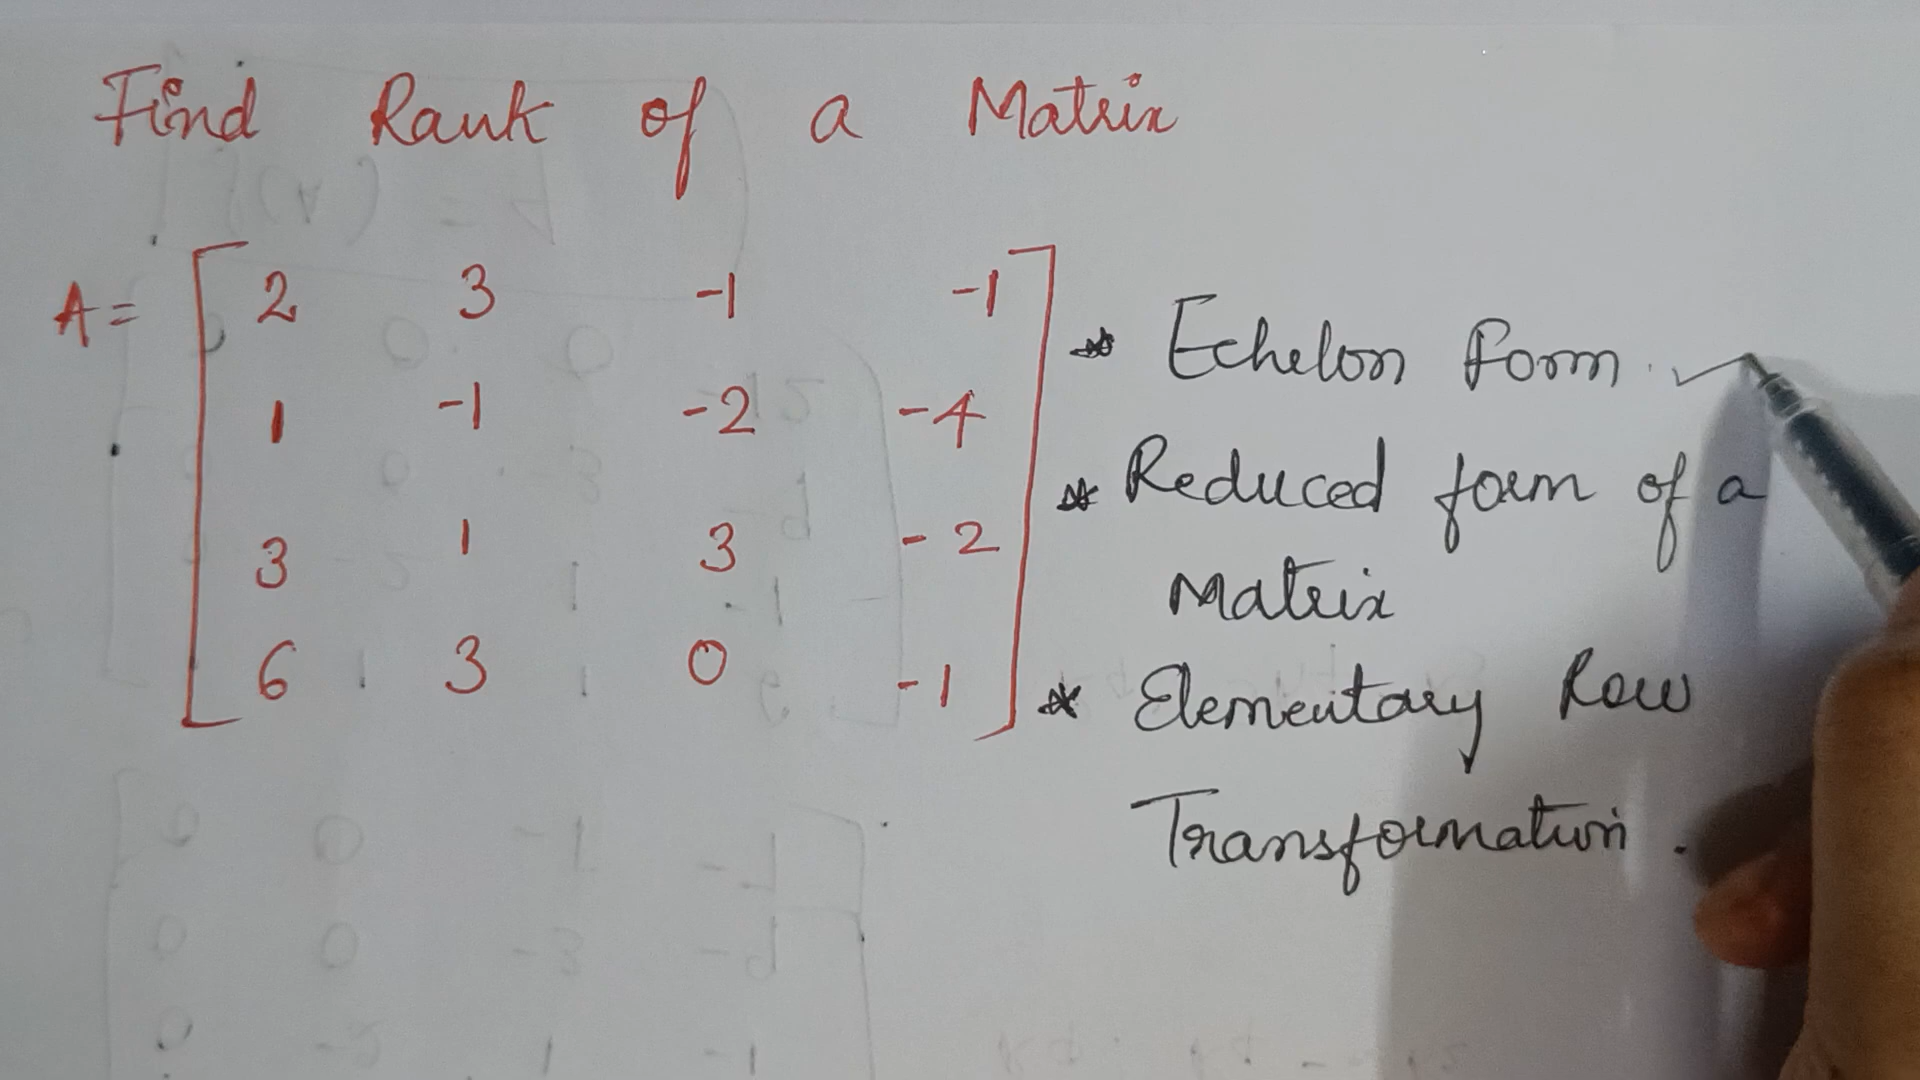 Find Rank of a Matrix
A = [ 2 3 -1 -1
1 -1 -2 -4
3 1 3 -2
6 3 0 -1 ]
* Echelon form. ✓
* Reduced form of a
Matrix
* Elementary Row
Transformation.